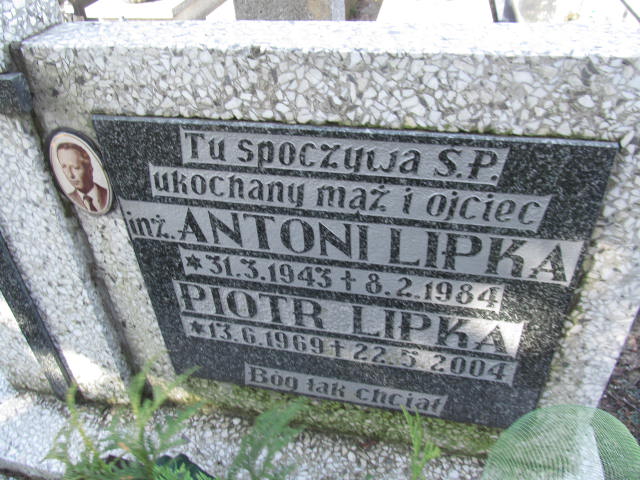 Tu spoczywa Ś.P.
ukochany mąż i ojciec
inż. ANTONI LIPKA
*31.3.1943 + 8.2.1984
PIOTR LIPKA
*13.6.1969 + 22.5.2004
Bóg tak chciał